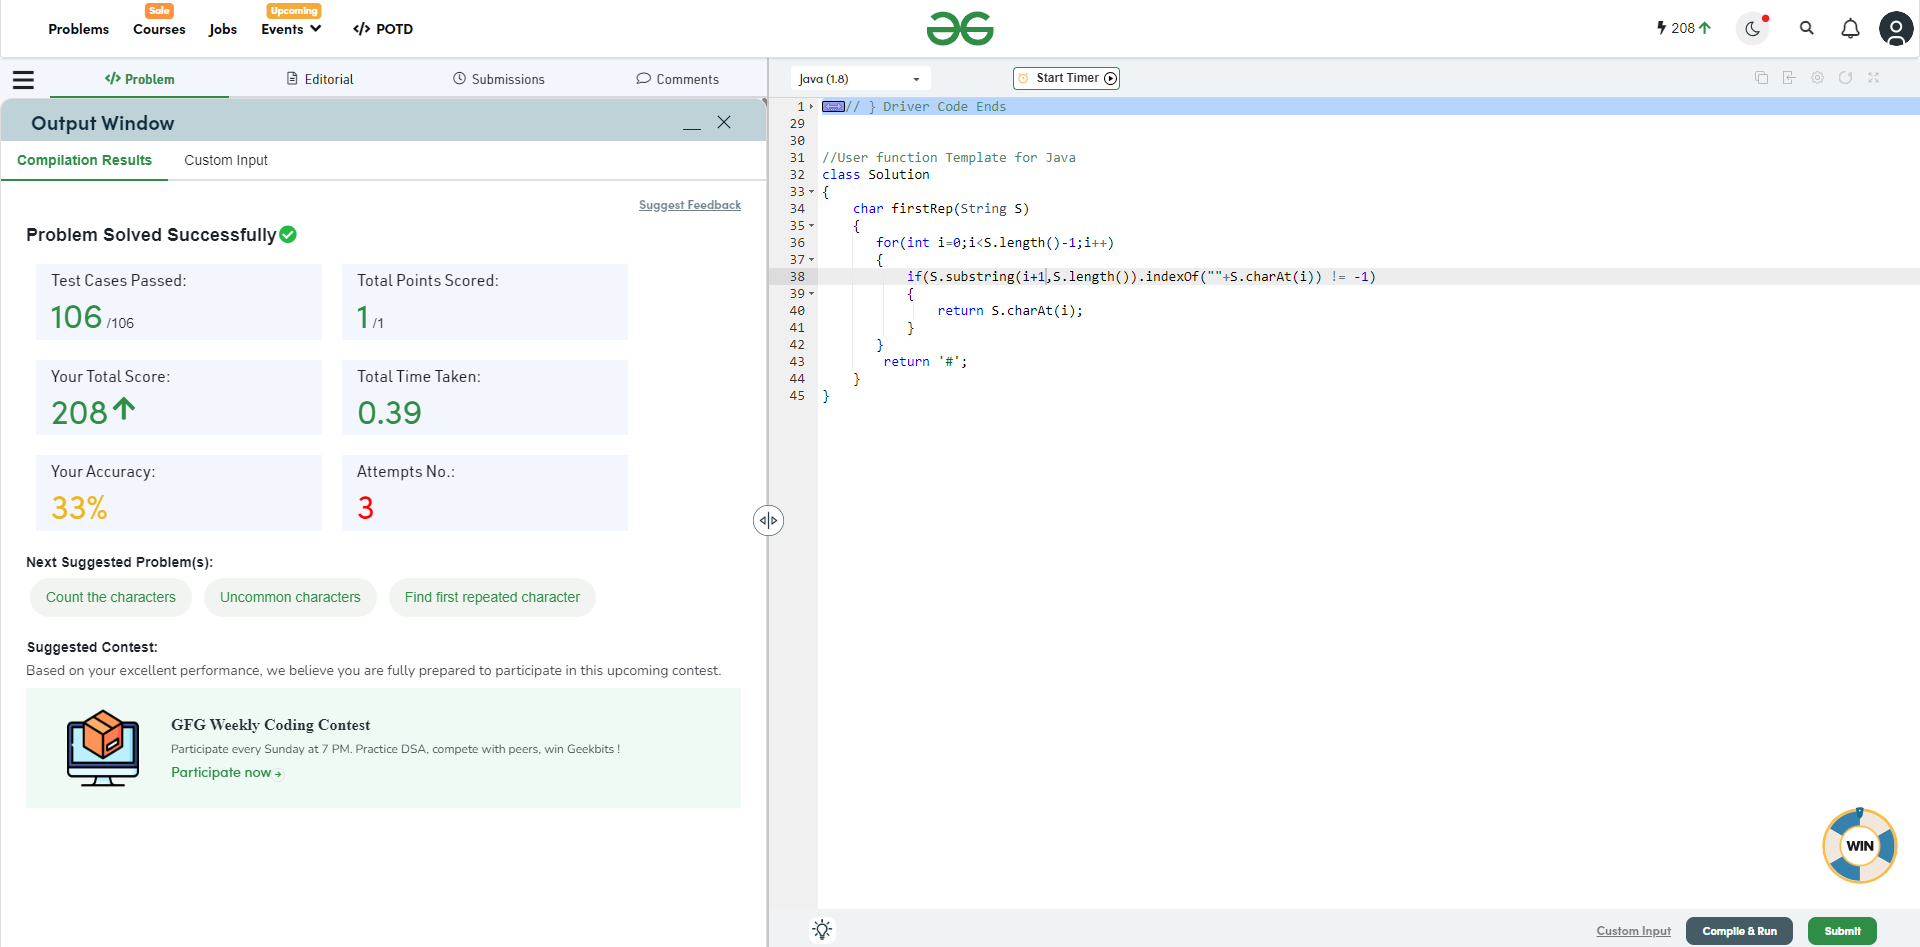 Sale
Upcoming
Problems Courses Jobs Events </> POTD
208
</> Problem Editorial Submissions Comments
Java (1.8)
Start Timer
Output Window
Compilation Results Custom Input
Suggest Feedback
Problem Solved Successfully
Test Cases Passed:
106 /106
Total Points Scored:
1 /1
Your Total Score:
208
Total Time Taken:
0.39
Your Accuracy:
33%
Attempts No.:
3
Next Suggested Problem(s):
Count the characters Uncommon characters Find first repeated character
Suggested Contest:
Based on your excellent performance, we believe you are fully prepared to participate in this upcoming contest.
GFG Weekly Coding Contest
Participate every Sunday at 7 PM. Practice DSA, compete with peers, win Geekbits !
Participate now
1 // } Driver Code Ends
29
30
31 //User function Template for Java
32 class Solution
33 {
34 char firstRep(String S)
35 {
36 for(int i=0;i<S.length()-1;i++)
37 {
38 if(S.substring(i+1,S.length()).indexOf(""+S.charAt(i)) != -1)
39 {
40 return S.charAt(i);
41 }
42 }
43 return '#';
44 }
45 }
WIN
Custom Input Compile & Run Submit